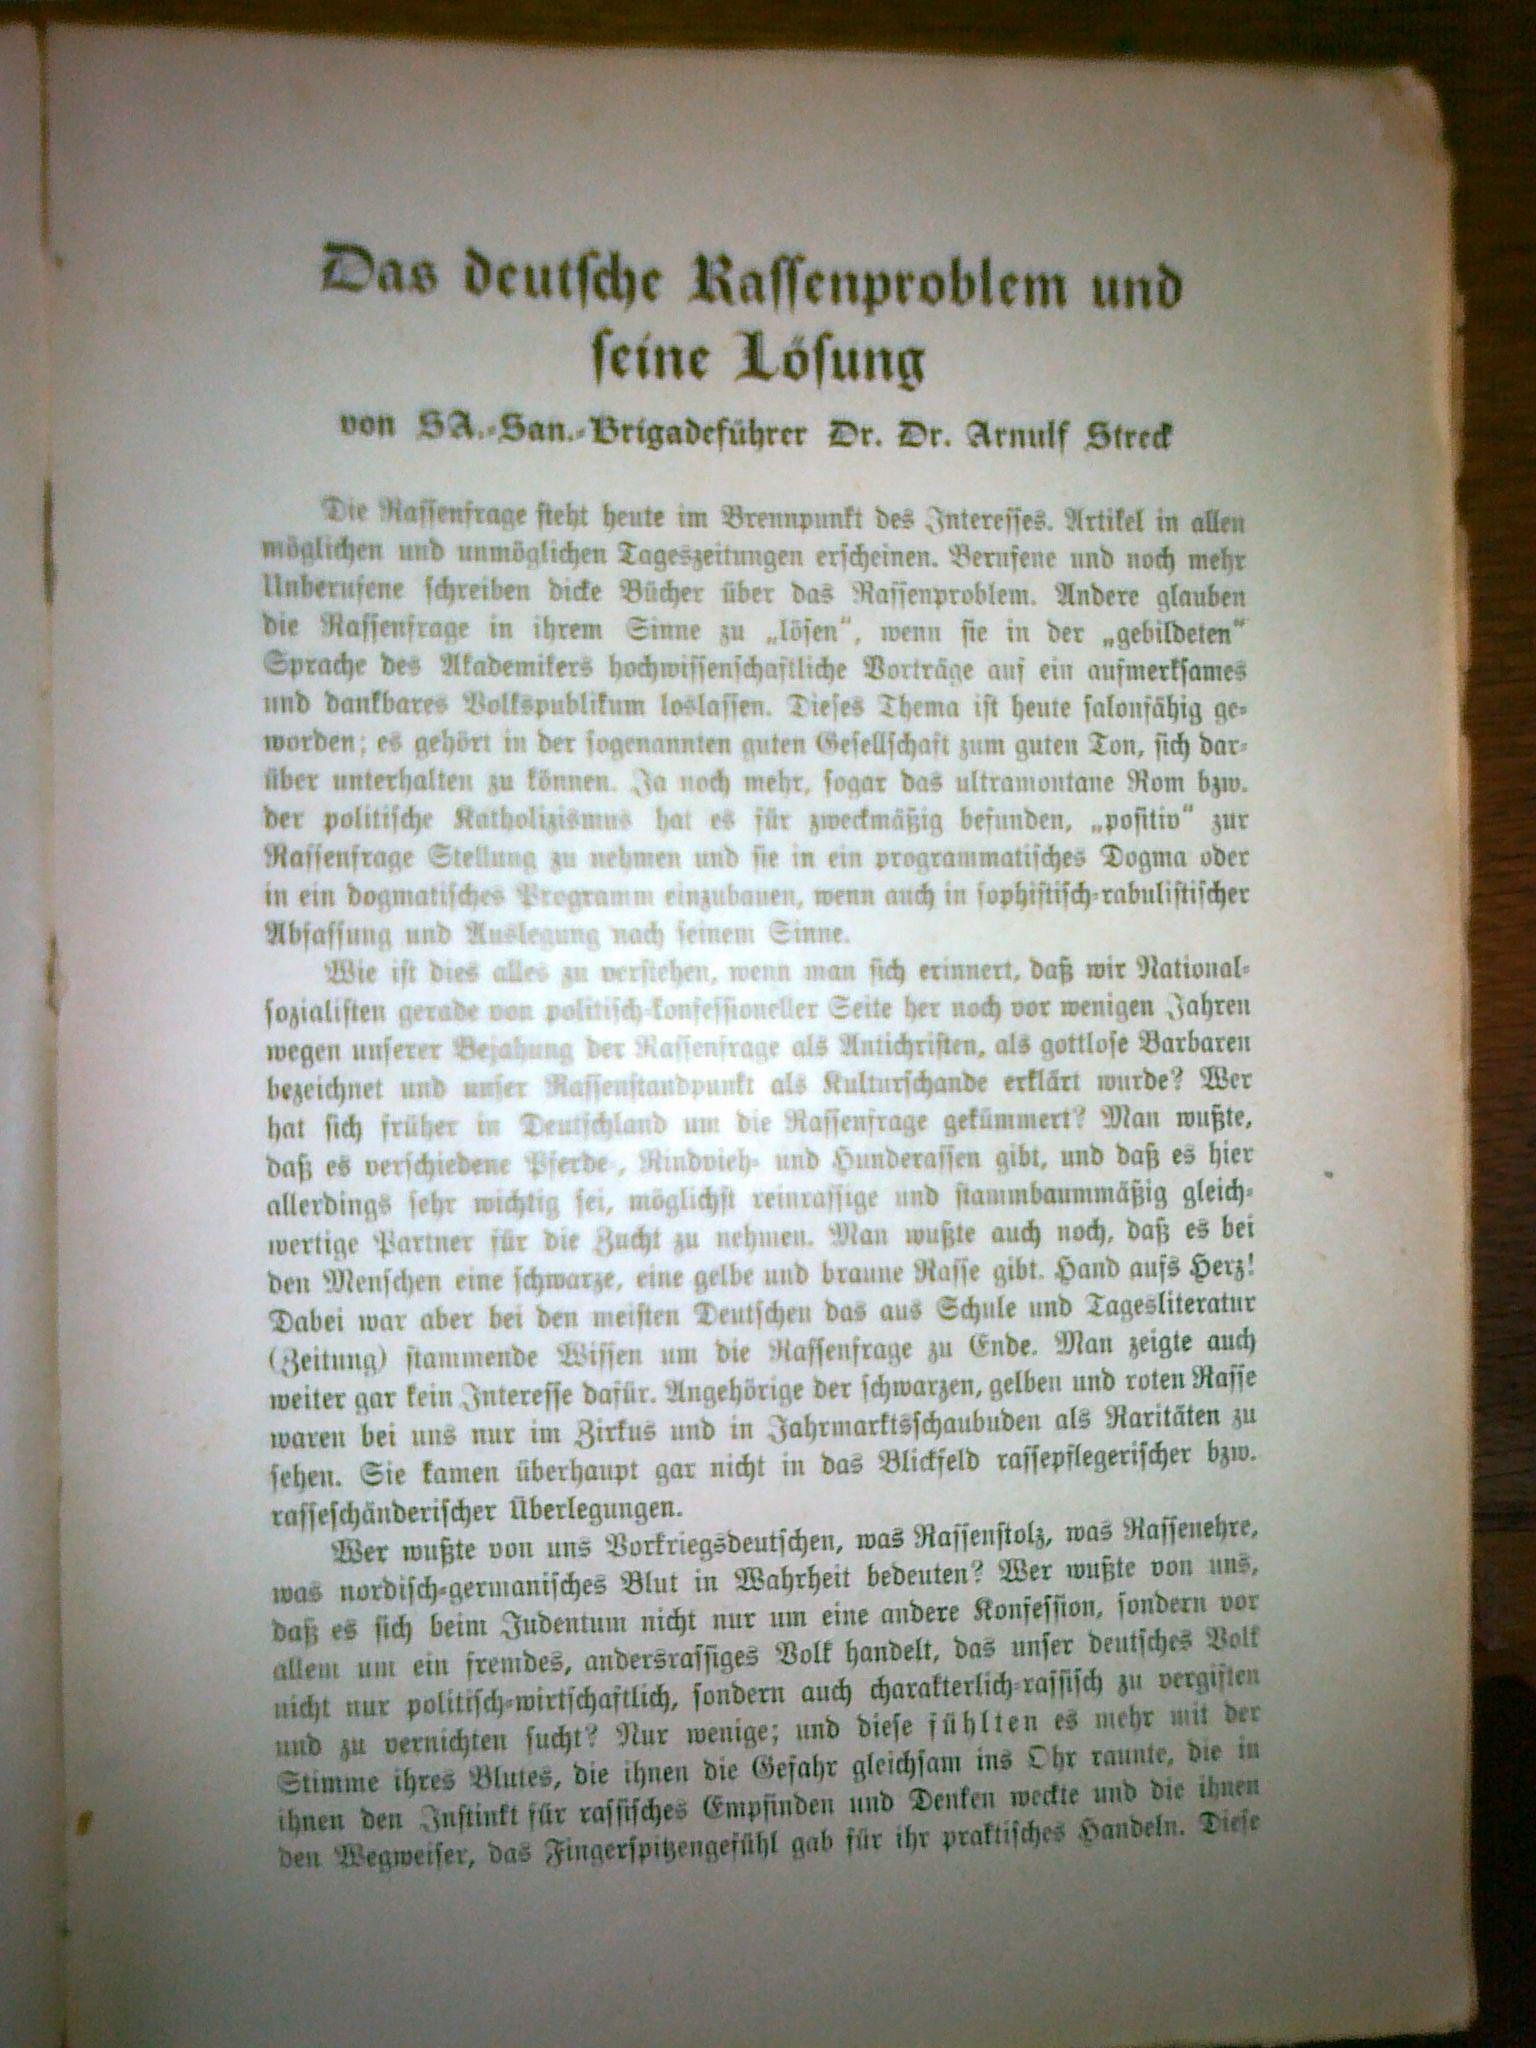 Das deutsche Rassenproblem und
seine Lösung
von SA.-San.-Brigadeführer Dr. Dr. Arnulf Streck
Die Rassenfrage steht heute im Brennpunkt des Interesses. Artikel in allen
möglichen und unmöglichen Tageszeitungen erscheinen. Berufene und noch mehr
Unberufene schreiben dicke Bücher über das Rassenproblem. Andere glauben
die Rassenfrage in ihrem Sinne zu „lösen“, wenn sie in der „gebildeten“
Sprache des Akademikers hochwissenschaftliche Vorträge auf ein aufmerksames
und dankbares Volkspublikum loslassen. Dieses Thema ist heute salonfähig ge-
worden; es gehört in der sogenannten guten Gesellschaft zum guten Ton, sich dar-
über unterhalten zu können. Ja noch mehr, sogar das ultramontane Rom bzw.
der politische Katholizismus hat es für zweckmäßig befunden, „positiv“ zur
Rassenfrage Stellung zu nehmen und sie in ein programmatisches Dogma oder
in ein dogmatisches Programm einzubauen, wenn auch in sophistisch-rabulistischer
Abfassung und Auslegung nach seinem Sinne.
Wie ist dies alles zu verstehen, wenn man sich erinnert, daß wir National-
sozialisten gerade von politisch-konfessioneller Seite her noch vor wenigen Jahren
wegen unserer Bejahung der Rassenfrage als Antichristen, als gottlose Barbaren
bezeichnet und unser Rassenstandpunkt als Kulturschande erklärt wurde? Wer
hat sich früher in Deutschland um die Rassenfrage gekümmert? Man wußte,
daß es verschiedene Pferde-, Rindvieh- und Hunderassen gibt, und daß es hier
allerdings sehr wichtig sei, möglichst reinrassige und stammbaummäßig gleich-
wertige Partner für die Zucht zu nehmen. Man wußte auch noch, daß es bei
den Menschen eine schwarze, eine gelbe und braune Rasse gibt. Hand aufs Herz!
Dabei war aber bei den meisten Deutschen das aus Schule und Tagesliteratur
(Zeitung) stammende Wissen um die Rassenfrage zu Ende. Man zeigte auch
weiter gar kein Interesse dafür. Angehörige der schwarzen, gelben und roten Rasse
waren bei uns nur im Zirkus und in Jahrmarktsschaubuden als Raritäten zu
sehen. Sie kamen überhaupt gar nicht in das Blickfeld rassepflegerischer bzw.
rasseschänderischer Überlegungen.
Wer wußte von uns Vorkriegsdeutschen, was Rassenstolz, was Rassenehre,
was nordisch-germanisches Blut in Wahrheit bedeuten? Wer wußte von uns,
daß es sich beim Judentum nicht nur um eine andere Konfession, sondern vor
allem um ein fremdes, andersrassiges Volk handelt, das unser deutsches Volk
nicht nur politisch-wirtschaftlich, sondern auch charakterlich-rassisch zu vergiften
und zu vernichten sucht? Nur wenige; und diese fühlten es mehr mit der
Stimme ihres Blutes, die ihnen die Gefahr gleichsam ins Ohr raunte, die in
ihnen den Instinkt für rassisches Empfinden und Denken weckte und die ihnen
den Wegweiser, das Fingerspitzengefühl gab für ihr praktisches Handeln. Diese